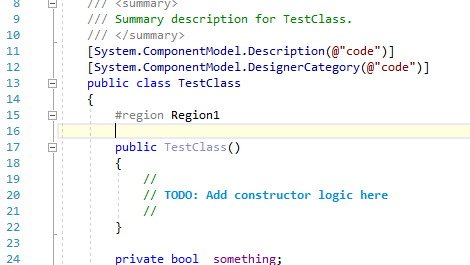 8 /// <summary>
9 /// Summary description for TestClass.
10 /// </summary>
11 [System.ComponentModel.Description(@"code")]
12 [System.ComponentModel.DesignerCategory(@"code")]
13 public class TestClass
14 {
15 #region Region1
16
17 public TestClass()
18 {
19 //
20 // TODO: Add constructor logic here
21 //
22 }
23
24 private bool _something;